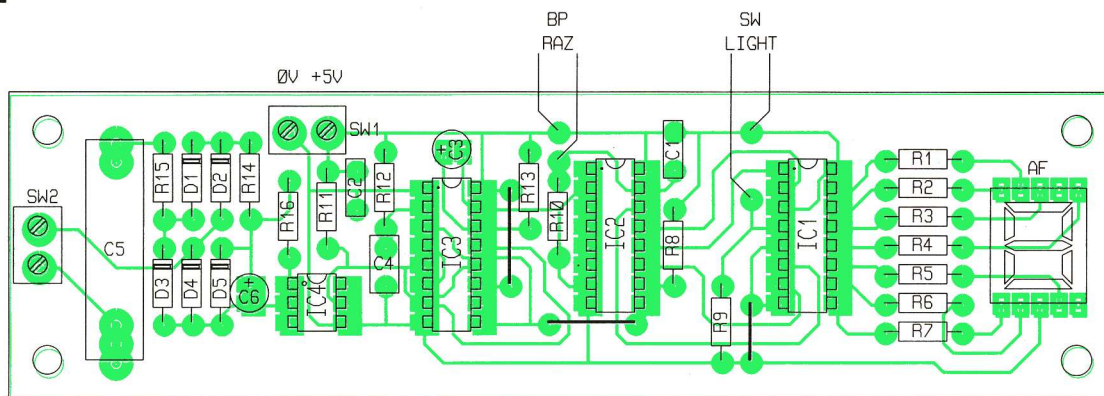 BP
RAZ
SW
LIGHT
ØV +5V
SW1
SW2
C5
R15
D1
D2
R14
R16
R11
C2
R12
C3
R13
R10
C1
R1
R2
R3
R4
R5
R6
R7
AF
IC3
IC2
R8
IC1
C4
D3
D4
D5
+
C6
IC4
+
R9